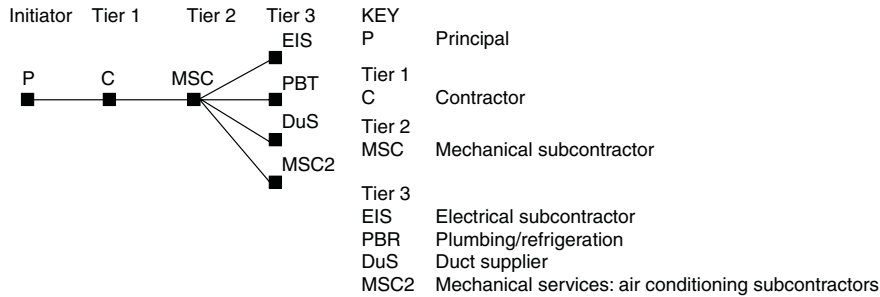 Initiator Tier 1 Tier 2 Tier 3 KEY
EIS P Principal
P C MSC PBT Tier 1
C Contractor
DuS Tier 2
MSC Mechanical subcontractor
MSC2
Tier 3
EIS Electrical subcontractor
PBR Plumbing/refrigeration
DuS Duct supplier
MSC2 Mechanical services: air conditioning subcontractors